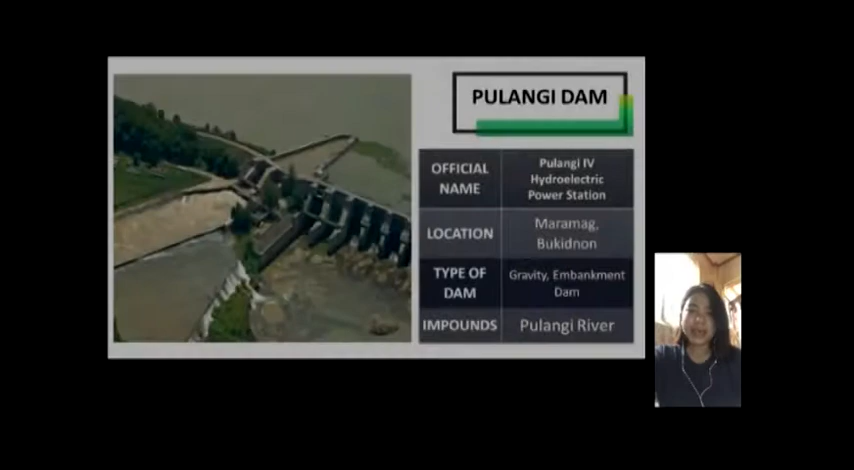 PULANGI DAM
OFFICIAL
NAME
Pulangi IV
Hydroelectric
Power Station
LOCATION
Maramag,
Bukidnon
TYPE OF
DAM
Gravity, Embankment
Dam
IMPOUNDS
Pulangi River